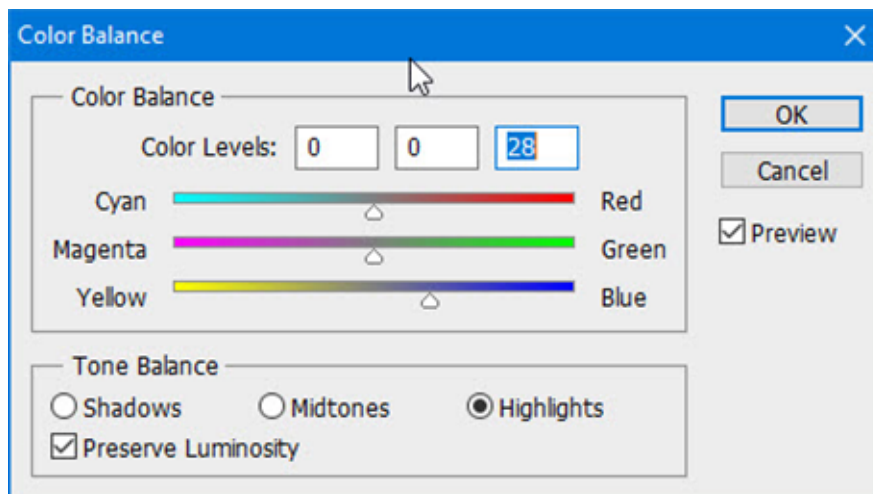 Color Balance
Color Balance
Color Levels: 0 0 28
Cyan Red
Magenta Green
Yellow Blue
OK
Cancel
Preview
Tone Balance
Shadows Midtones Highlights
Preserve Luminosity